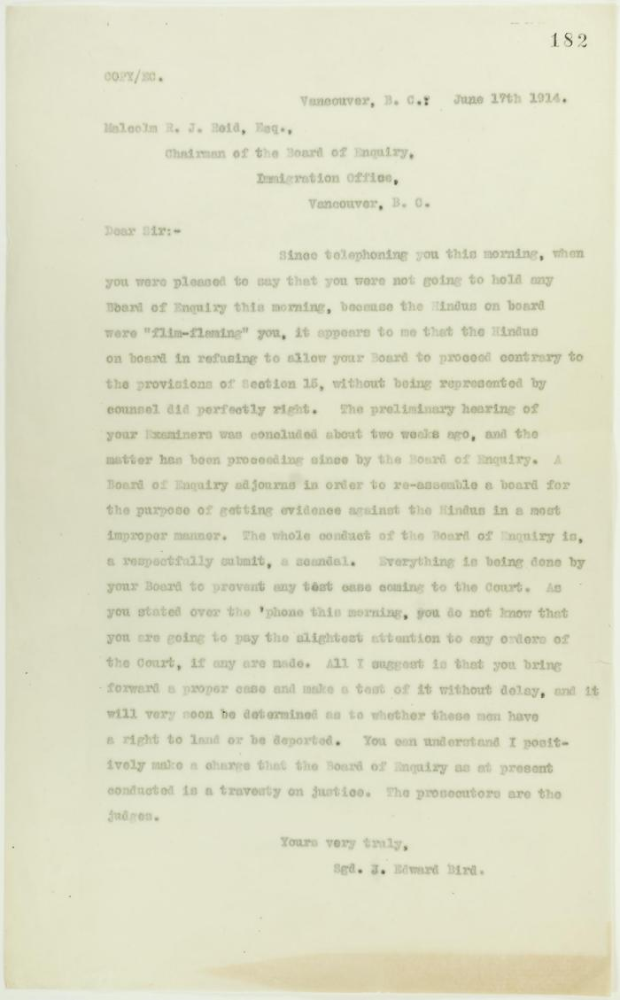 182
COPY/EC.
Vancouver, B. C.: June 17th 1914.
Malcolm R. J. Reid, Esq.,
Chairman of the Board of Enquiry,
Immigration Office,
Vancouver, B. C.
Dear Sir:-
Since telephoning you this morning, when
you were pleased to say that you were not going to hold any
Board of Enquiry this morning, because the Hindus on board
were "flim-flaming" you, it appears to me that the Hindus
on board in refusing to allow your Board to proceed contrary to
the provisions of Section 15, without being represented by
counsel did perfectly right. The preliminary hearing of
your Examiners was concluded about two weeks ago, and the
matter has been proceeding since by the Board of Enquiry. A
Board of Enquiry adjourns in order to re-assemble a board for
the purpose of getting evidence against the Hindus in a most
improper manner. The whole conduct of the Board of Enquiry is,
a respectfully submit, a scandal. Everything is being done by
your Board to prevent any test case coming to the Court. As
you stated over the 'phone this morning, you do not know that
you are going to pay the slightest attention to any orders of
the Court, if any are made. All I suggest is that you bring
forward a proper case and make a test of it without delay, and it
will very soon be determined as to whether these men have
a right to land or be deported. You can understand I posit-
ively make a charge that the Board of Enquiry as at present
conducted is a travesty on justice. The prosecutors are the
judges.
Yours very truly,
Sgd. J. Edward Bird.